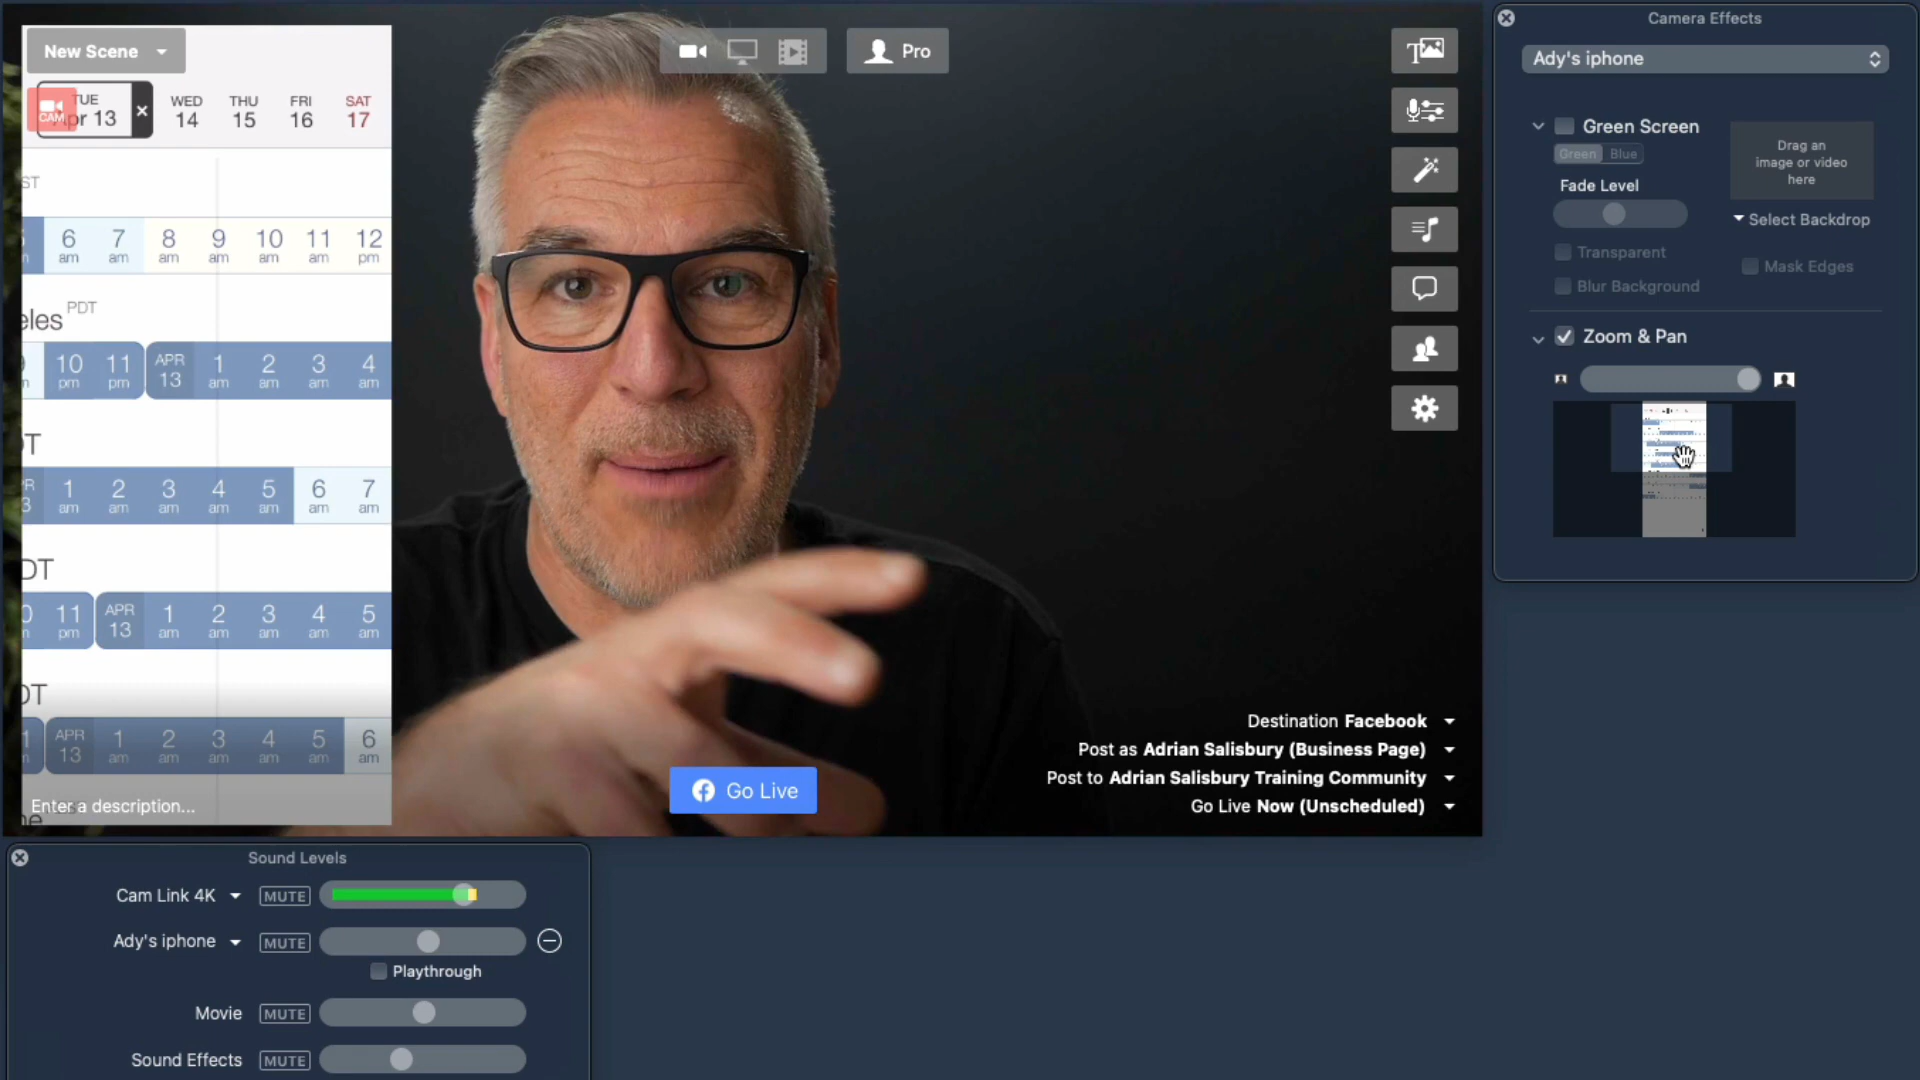 New Scene
Pro
CAM
TUE
Apr 13
WED
14
THU
15
FRI
16
SAT
17
ST
6 am 7 am 8 am 9 am 10 am 11 am 12 pm
eles PDT
10 pm 11 pm APR 13 1 am 2 am 3 am 4 am
DT
1 am 2 am 3 am 4 am 5 am 6 am 7 am
DT
11 pm APR 13 1 am 2 am 3 am 4 am 5 am
DT
APR 13 1 am 2 am 3 am 4 am 5 am 6 am
Enter a description...
Go Live
Destination Facebook
Post as Adrian Salisbury (Business Page)
Post to Adrian Salisbury Training Community
Go Live Now (Unscheduled)
Camera Effects
Ady's iphone
Green Screen
Green Blue
Fade Level
Drag an
image or video
here
Select Backdrop
Transparent
Mask Edges
Blur Background
Zoom & Pan
Sound Levels
Cam Link 4K MUTE
Ady's iphone MUTE
Playthrough
Movie MUTE
Sound Effects MUTE